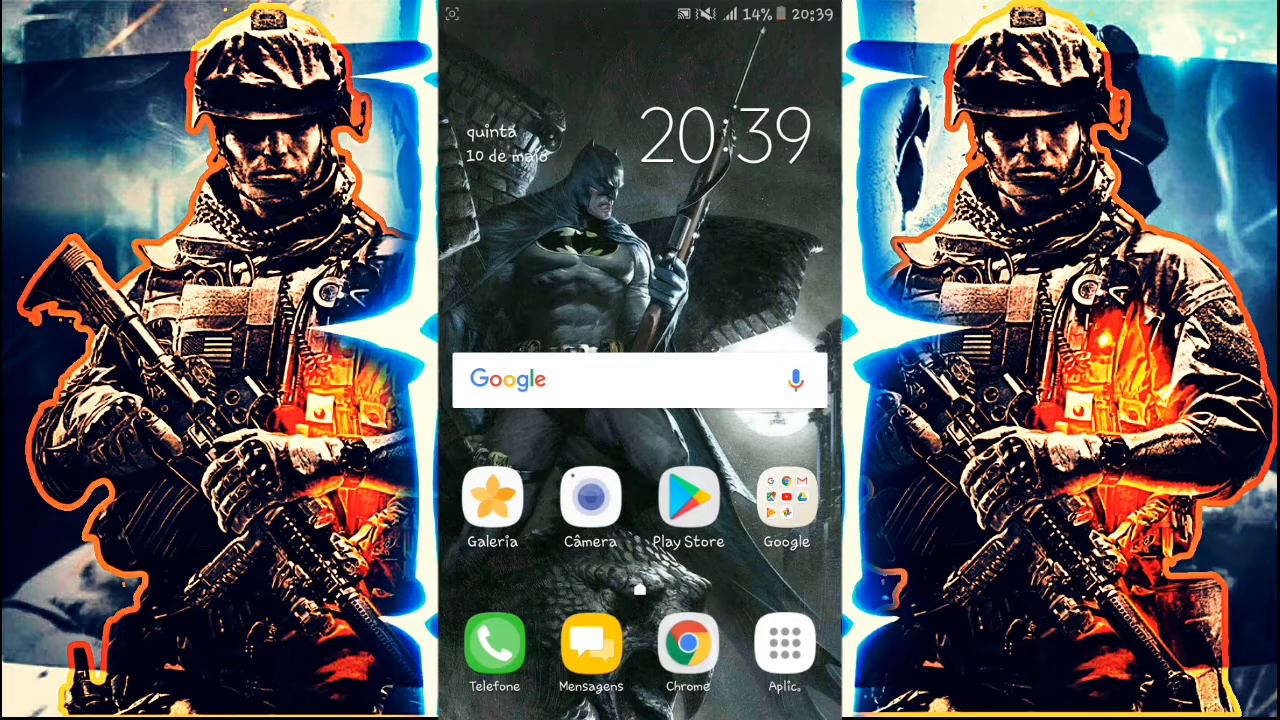 14% 20:39
20:39
quinta
10 de maio
Google
Galeria Câmera Play Store Google
Telefone Mensagens Chrome Aplic.